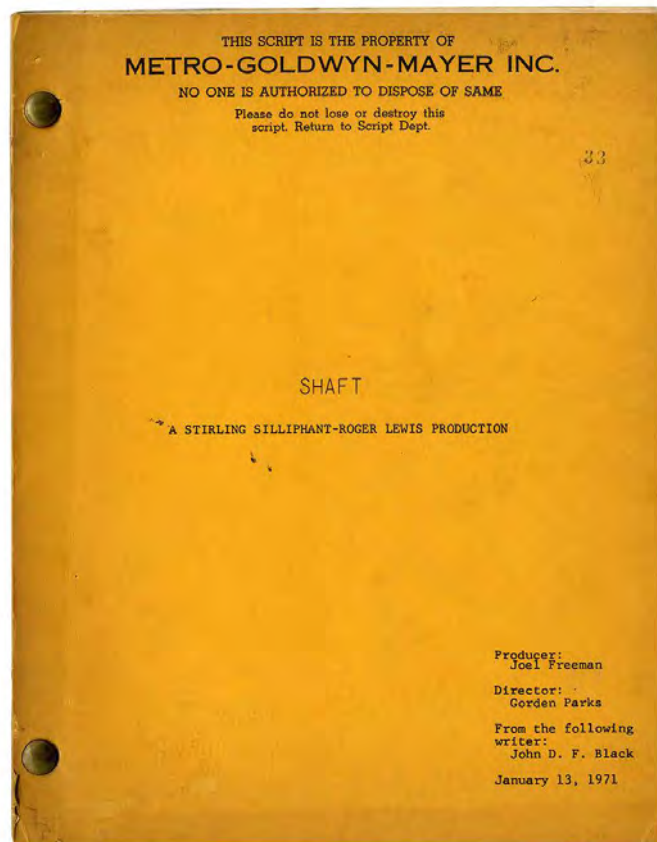 THIS SCRIPT IS THE PROPERTY OF
METRO-GOLDWYN-MAYER INC.
NO ONE IS AUTHORIZED TO DISPOSE OF SAME
Please do not lose or destroy this
script. Return to Script Dept.
33
SHAFT
A STIRLING SILLIPHANT-ROGER LEWIS PRODUCTION
Producer:
Joel Freeman
Director:
Gorden Parks
From the following
writer:
John D. F. Black
January 13, 1971